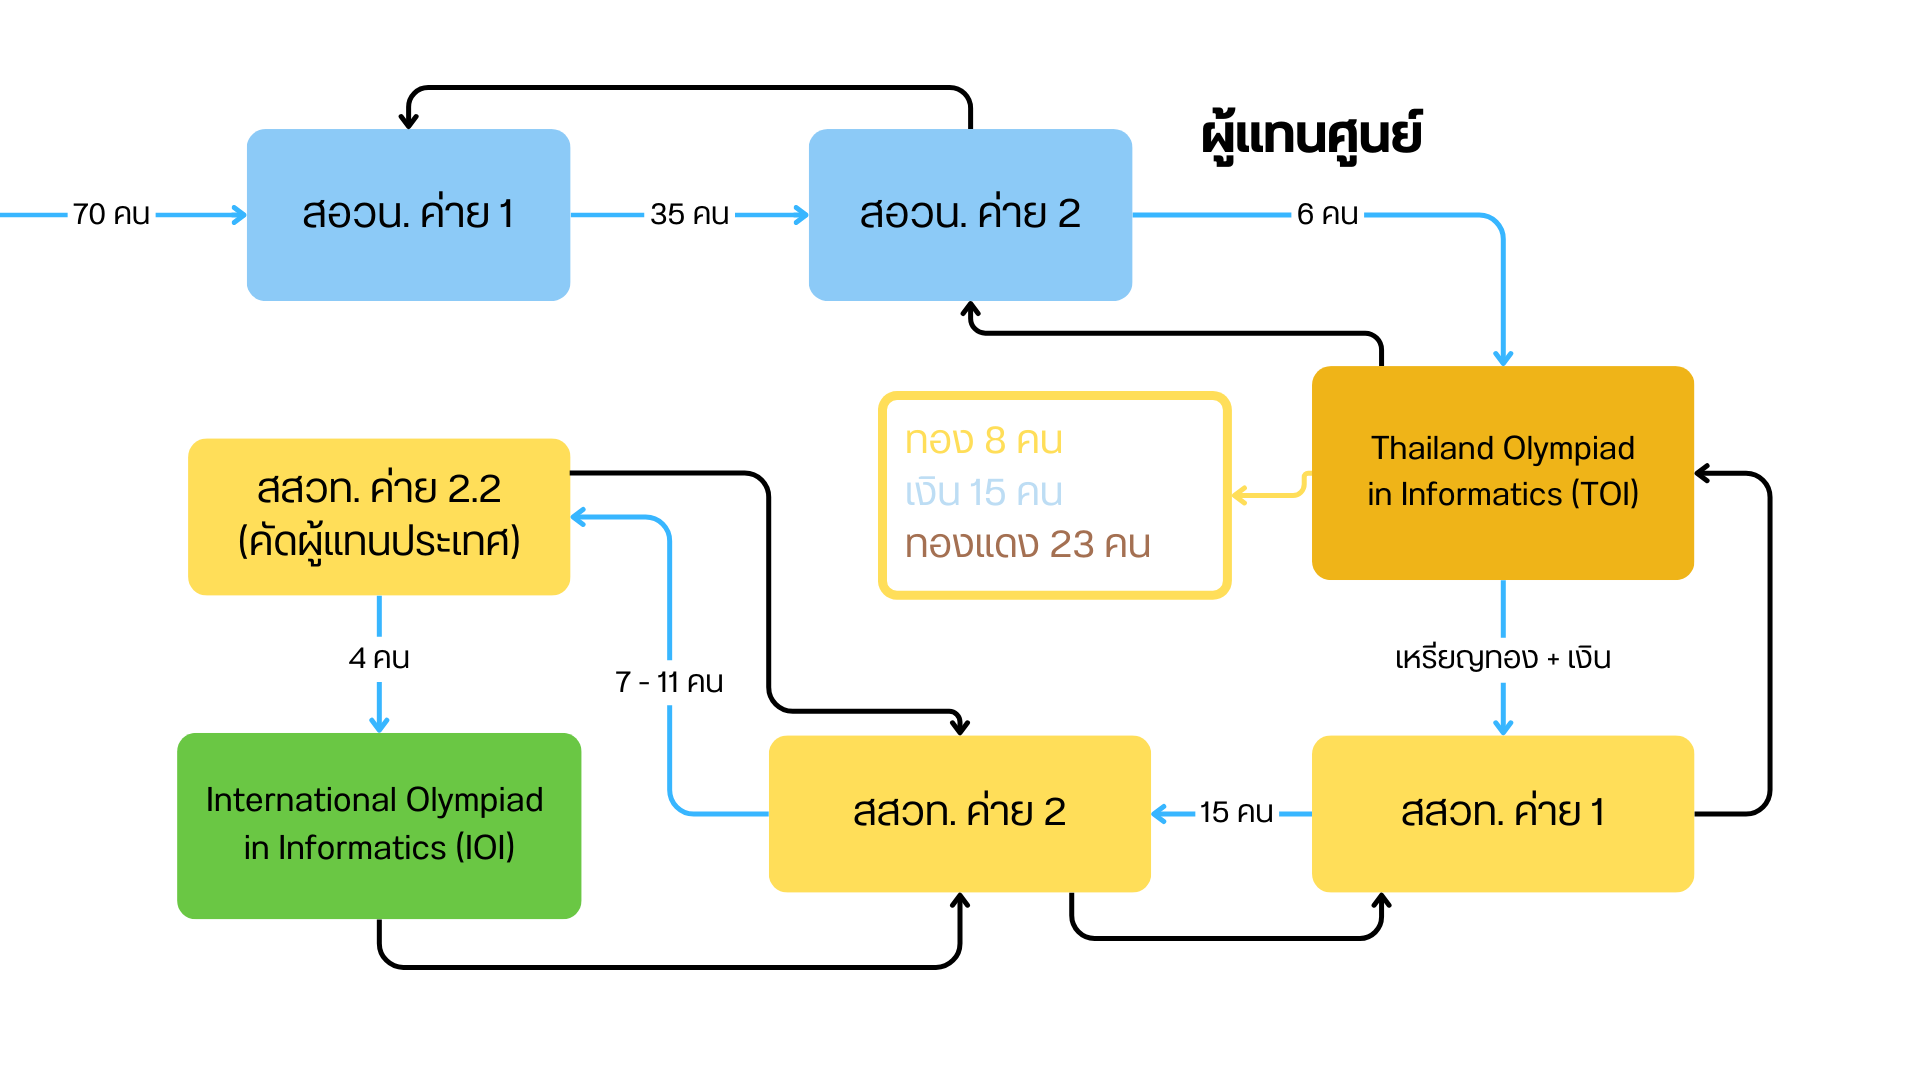 ผู้แทนศูนย์
70 คน
สอวน. ค่าย 1
35 คน
สอวน. ค่าย 2
6 คน
Thailand Olympiad
in Informatics (TOI)
ทอง 8 คน
เงิน 15 คน
ทองแดง 23 คน
เหรียญทอง + เงิน
สสวท. ค่าย 1
15 คน
สสวท. ค่าย 2
7 - 11 คน
สสวท. ค่าย 2.2
(คัดผู้แทนประเทศ)
4 คน
International Olympiad
in Informatics (IOI)